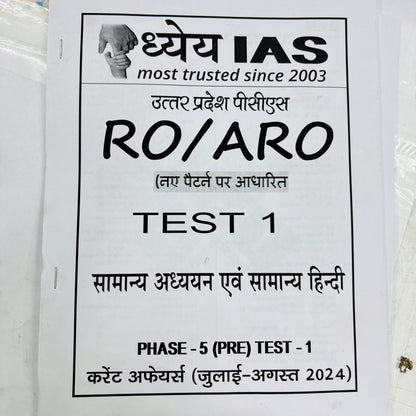 ध्येय IAS
most trusted since 2003
उत्तर प्रदेश पीसीएस
RO/ARO
(नए पैटर्न पर आधारित
TEST 1
सामान्य अध्ययन एवं सामान्य हिन्दी
PHASE - 5 (PRE) TEST - 1
करेंट अफेयर्स (जुलाई-अगस्त 2024)